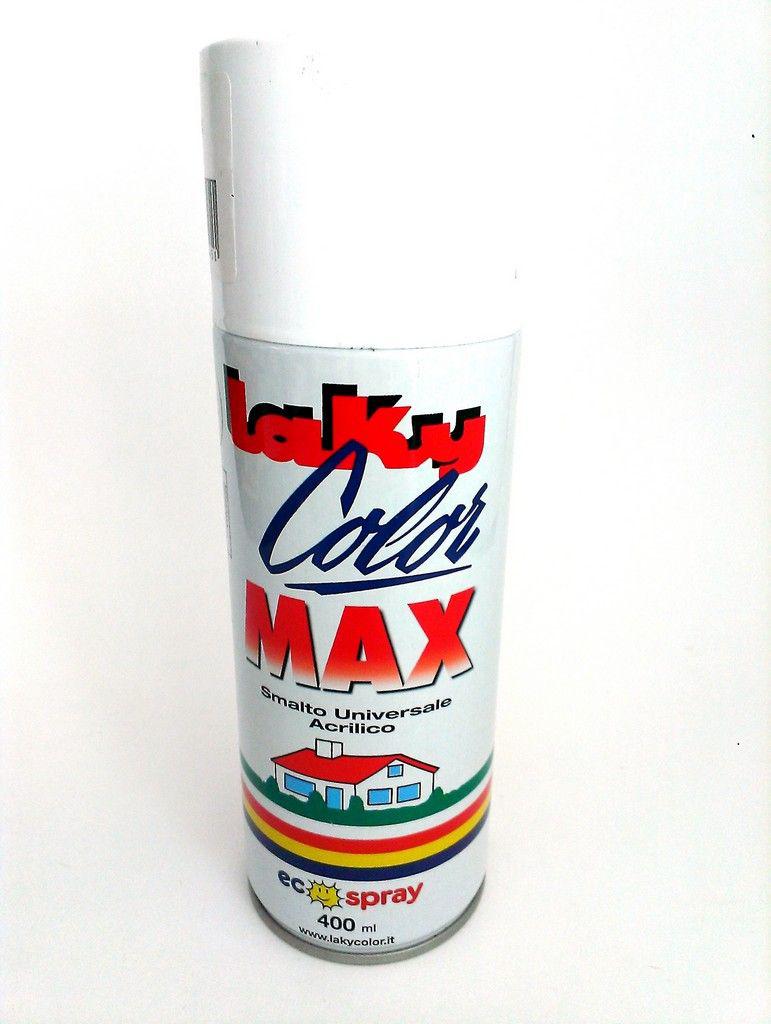 laKy
Color
MAX
Smalto Universale
Acrilico
eco spray
400 ml
www.lakycolor.it